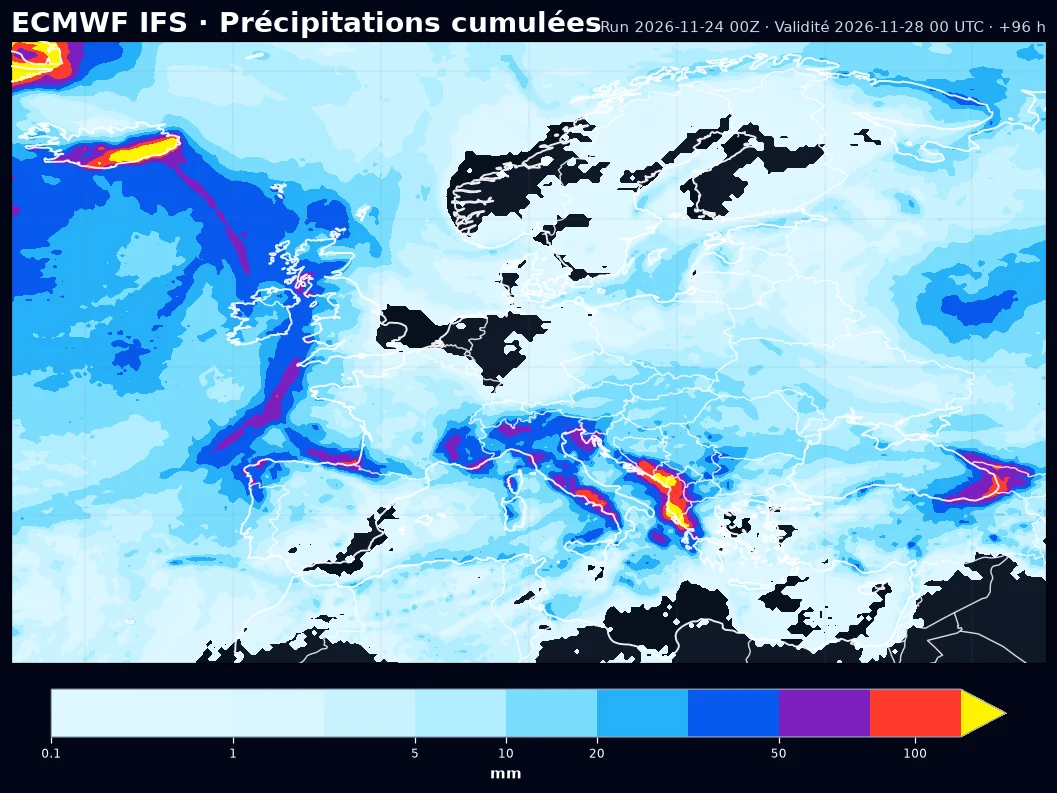 ECMWF IFS · Précipitations cumulées
Run 2026-11-24 00Z · Validité 2026-11-28 00 UTC · +96 h
0.1 1 5 10 20 50 100
mm